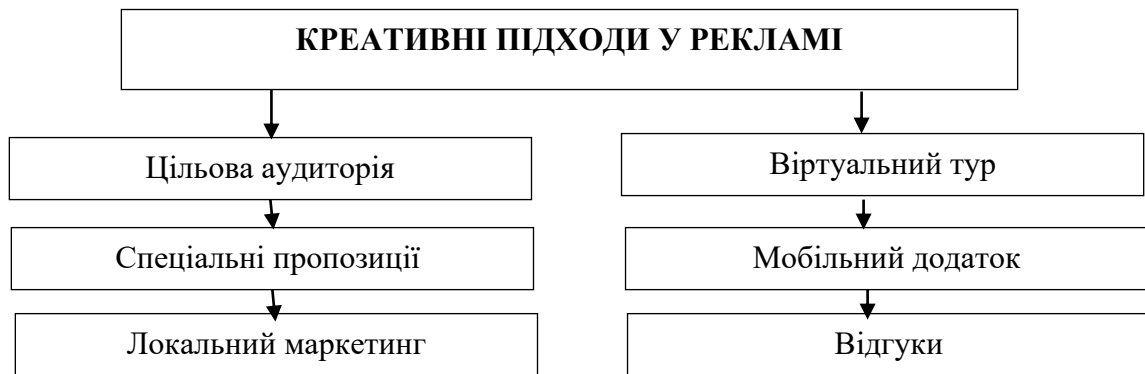 КРЕАТИВНІ ПІДХОДИ У РЕКЛАМІ
Цільова аудиторія
Віртуальний тур
Спеціальні пропозиції
Мобільний додаток
Локальний маркетинг
Відгуки